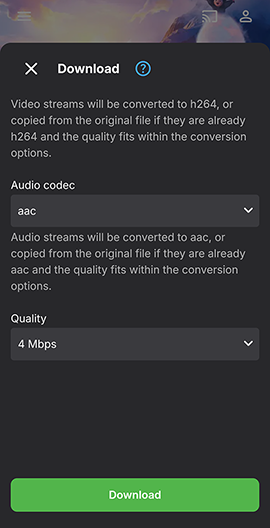 Download
Video streams will be converted to h264, or
copied from the original file if they are already
h264 and the quality fits within the conversion
options.
Audio codec
aac
Audio streams will be converted to aac, or
copied from the original file if they are already
aac and the quality fits within the conversion
options.
Quality
4 Mbps
Download